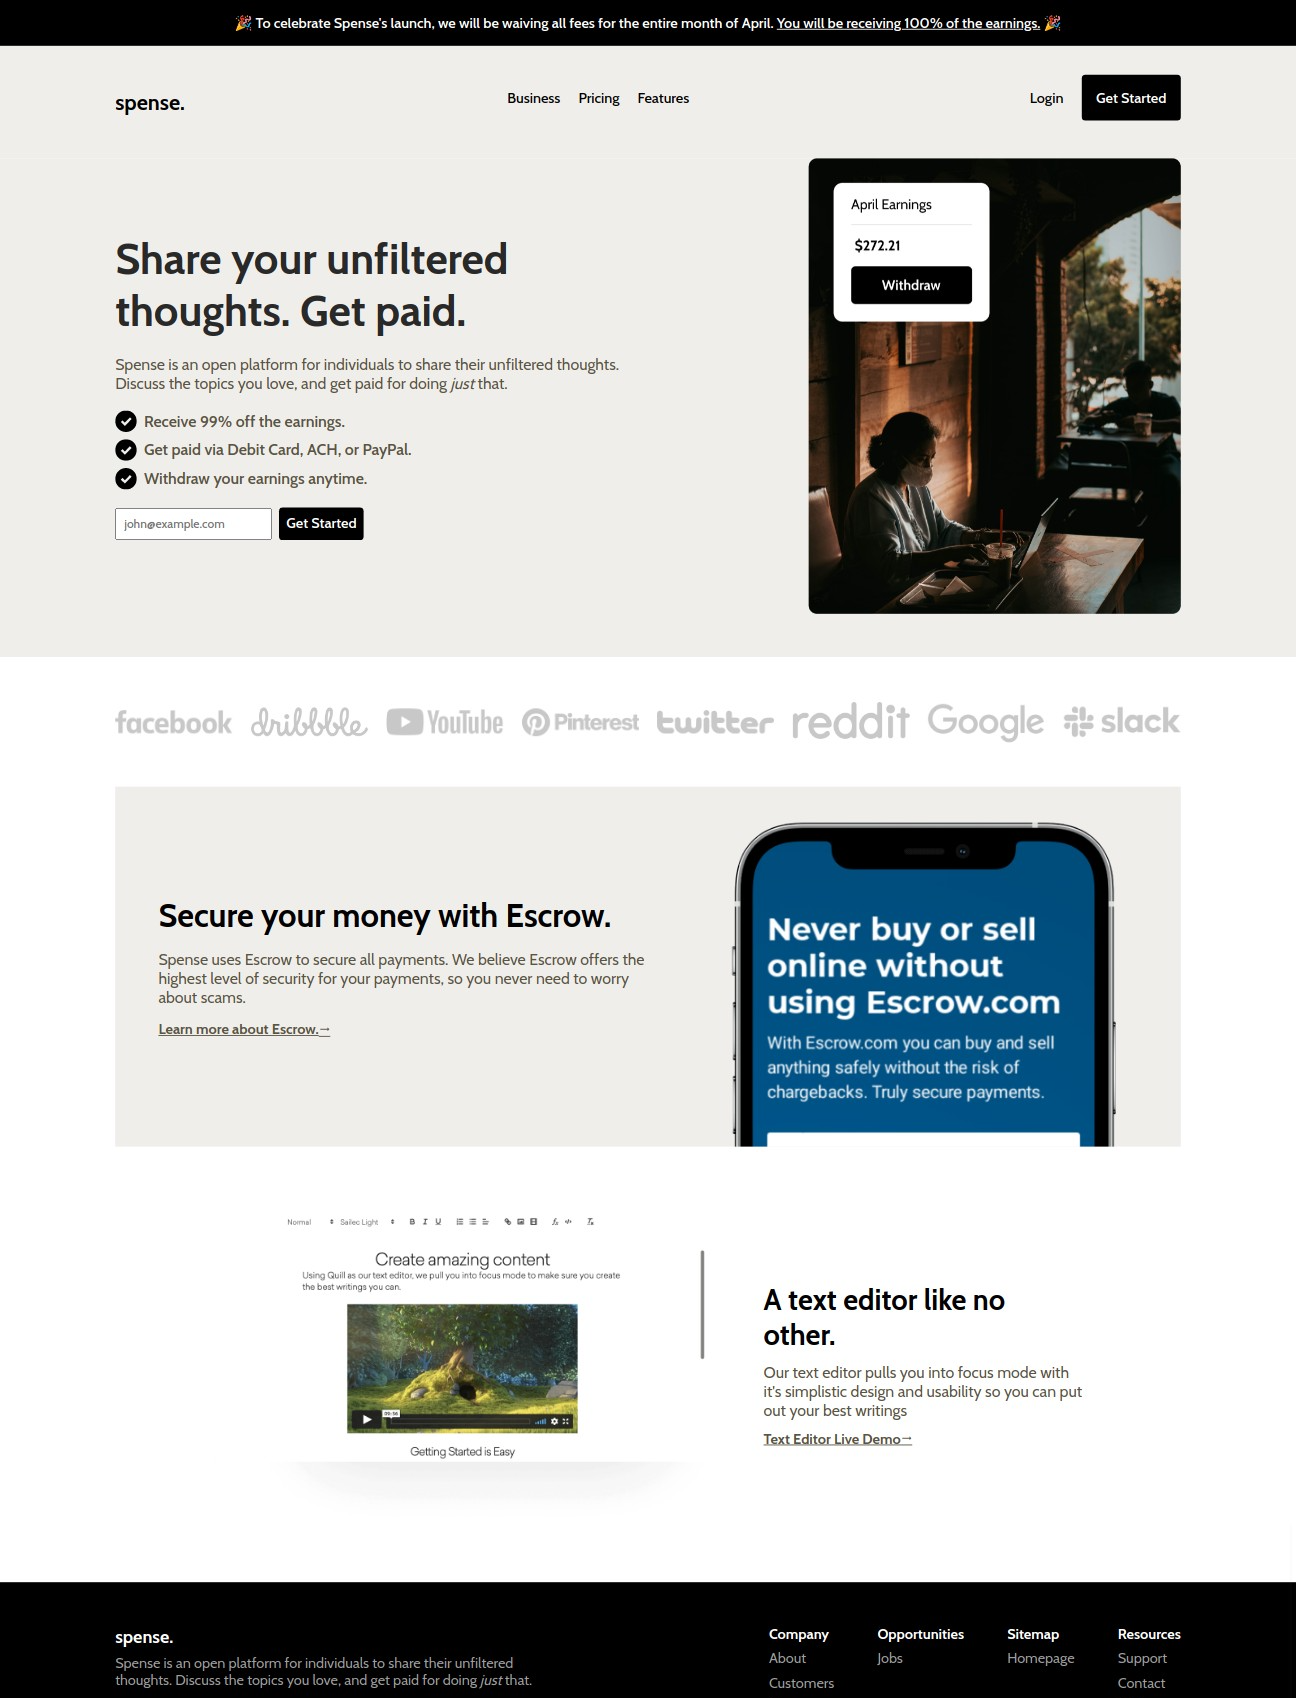 🎉 To celebrate Spense's launch, we will be waiving all fees for the entire month of April. You will be receiving 100% of the earnings. 🎉
spense.
Business Pricing Features
Login Get Started
April Earnings
$272.21
Withdraw
Share your unfiltered
thoughts. Get paid.
Spense is an open platform for individuals to share their unfiltered thoughts.
Discuss the topics you love, and get paid for doing just that.
Receive 99% off the earnings.
Get paid via Debit Card, ACH, or PayPal.
Withdraw your earnings anytime.
john@example.com Get Started
facebook dribbble YouTube Pinterest twitter reddit Google slack
Secure your money with Escrow.
Spense uses Escrow to secure all payments. We believe Escrow offers the
highest level of security for your payments, so you never need to worry
about scams.
Learn more about Escrow.→
Never buy or sell
online without
using Escrow.com
With Escrow.com you can buy and sell
anything safely without the risk of
chargebacks. Truly secure payments.
Normal Sailec Light B I U
Create amazing content
Using Quill as our text editor, we pull you into focus mode to make sure you create
the best writings you can.
Getting Started is Easy
A text editor like no
other.
Our text editor pulls you into focus mode with
it's simplistic design and usability so you can put
out your best writings
Text Editor Live Demo→
spense.
Spense is an open platform for individuals to share their unfiltered
thoughts. Discuss the topics you love, and get paid for doing just that.
Company Opportunities Sitemap Resources
About Jobs Homepage Support
Customers Contact